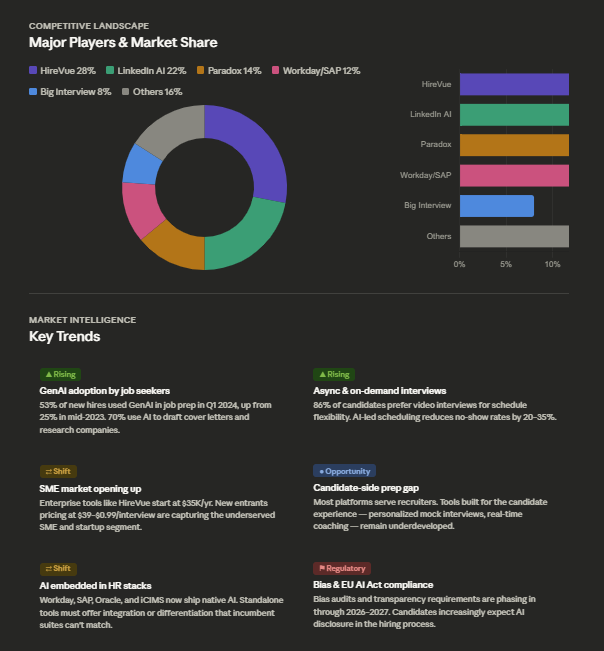 COMPETITIVE LANDSCAPE
Major Players & Market Share
HireVue 28% LinkedIn AI 22% Paradox 14% Workday/SAP 12%
Big Interview 8% Others 16%
HireVue
LinkedIn AI
Paradox
Workday/SAP
Big Interview
Others
0% 5% 10%
MARKET INTELLIGENCE
Key Trends
▲ Rising
GenAI adoption by job seekers
53% of new hires used GenAI in job prep in Q1 2024, up from
25% in mid-2023. 70% use AI to draft cover letters and
research companies.
▲ Rising
Async & on-demand interviews
86% of candidates prefer video interviews for schedule
flexibility. AI-led scheduling reduces no-show rates by 20–35%.
⇄ Shift
SME market opening up
Enterprise tools like HireVue start at $35K/yr. New entrants
pricing at $39–$0.99/interview are capturing the underserved
SME and startup segment.
● Opportunity
Candidate-side prep gap
Most platforms serve recruiters. Tools built for the candidate
experience — personalized mock interviews, real-time
coaching — remain underdeveloped.
⇄ Shift
AI embedded in HR stacks
Workday, SAP, Oracle, and iCIMS now ship native AI. Standalone
tools must offer integration or differentiation that incumbent
suites can't match.
⚑ Regulatory
Bias & EU AI Act compliance
Bias audits and transparency requirements are phasing in
through 2026–2027. Candidates increasingly expect AI
disclosure in the hiring process.